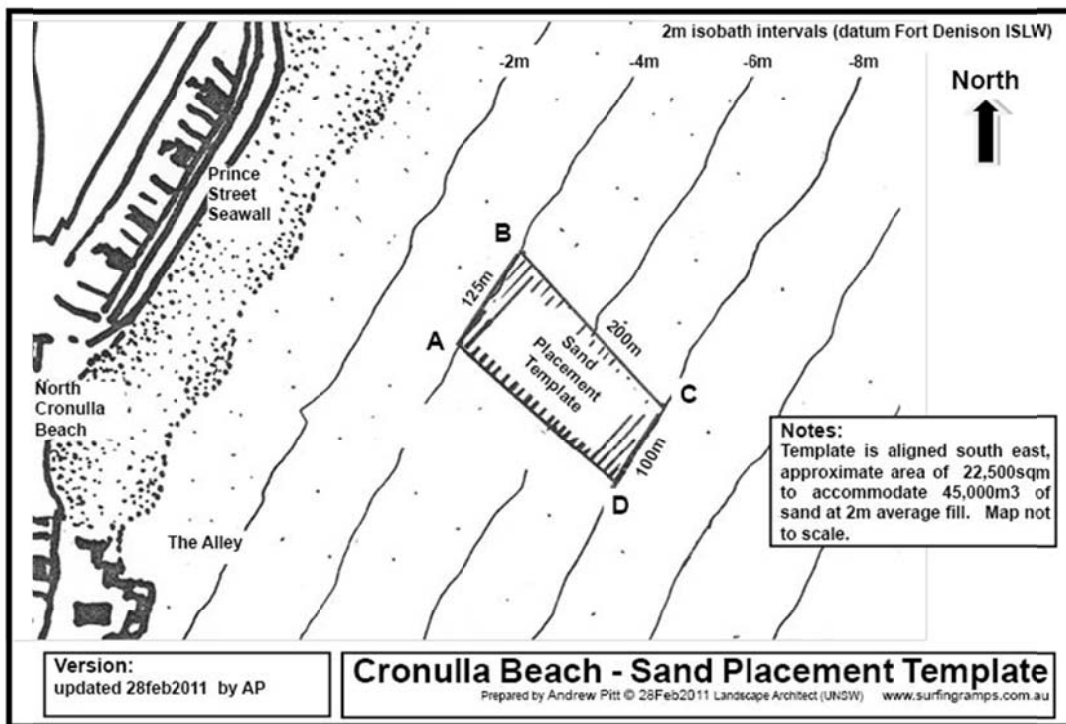 2m isobath intervals (datum Fort Denison ISLW)
-2m
-4m
-6m
-8m
North
Prince
Street
Seawall
B
125m
200m
A
Sand
Placement
Template
C
100m
D
North
Cronulla
Beach
The Alley
Notes:
Template is aligned south east,
approximate area of 22,500sqm
to accommodate 45,000m3 of
sand at 2m average fill. Map not
to scale.
Version:
updated 28feb2011 by AP
Cronulla Beach - Sand Placement Template
Prepared by Andrew Pitt © 28Feb2011 Landscape Architect (UNSW) www.surfingramps.com.au